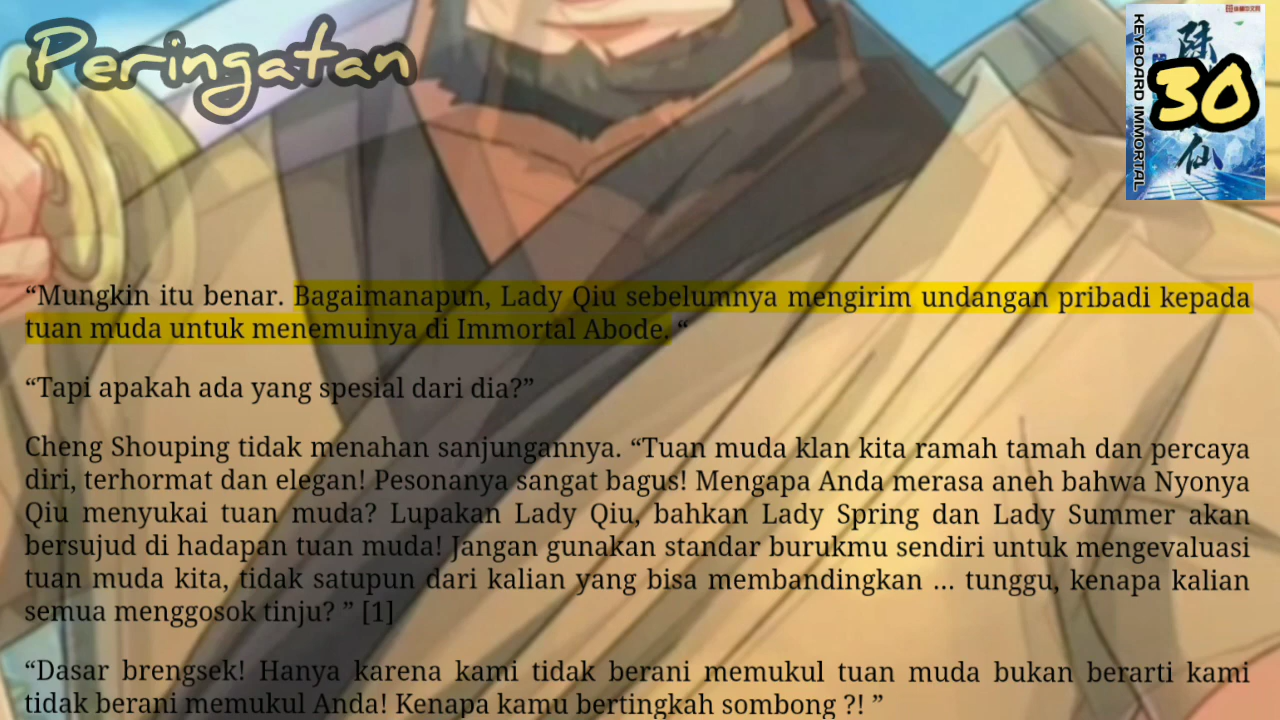 Peringatan
KEYBOARD IMMORTAL
30
仙
“Mungkin itu benar. Bagaimanapun, Lady Qiu sebelumnya mengirim undangan pribadi kepada
tuan muda untuk menemuinya di Immortal Abode. “
“Tapi apakah ada yang spesial dari dia?”
Cheng Shouping tidak menahan sanjungannya. “Tuan muda klan kita ramah tamah dan percaya
diri, terhormat dan elegan! Pesonanya sangat bagus! Mengapa Anda merasa aneh bahwa Nyonya
Qiu menyukai tuan muda? Lupakan Lady Qiu, bahkan Lady Spring dan Lady Summer akan
bersujud di hadapan tuan muda! Jangan gunakan standar burukmu sendiri untuk mengevaluasi
tuan muda kita, tidak satupun dari kalian yang bisa membandingkan … tunggu, kenapa kalian
semua menggosok tinju? ” [1]
“Dasar brengsek! Hanya karena kami tidak berani memukul tuan muda bukan berarti kami
tidak berani memukul Anda! Kenapa kamu bertingkah sombong ?! ”